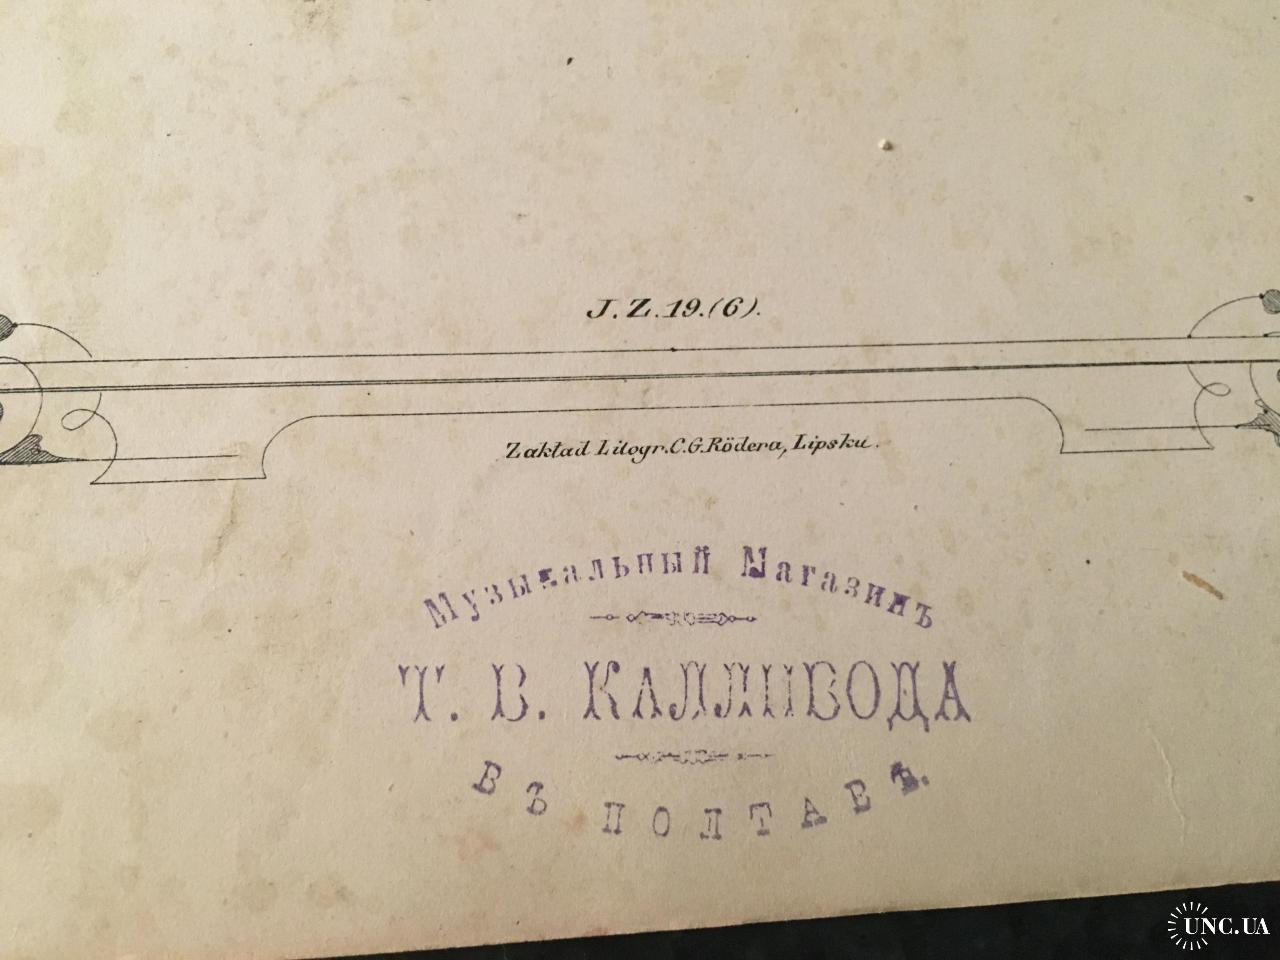 J. Z. 19. (6).
Zakład Litogr. C. G. Rödera, Lipsku.
Музыкальный Магазинъ
Т. В. КАЛЛИВОДА
ВЪ ПОЛТАВѢ.
UNC.UA